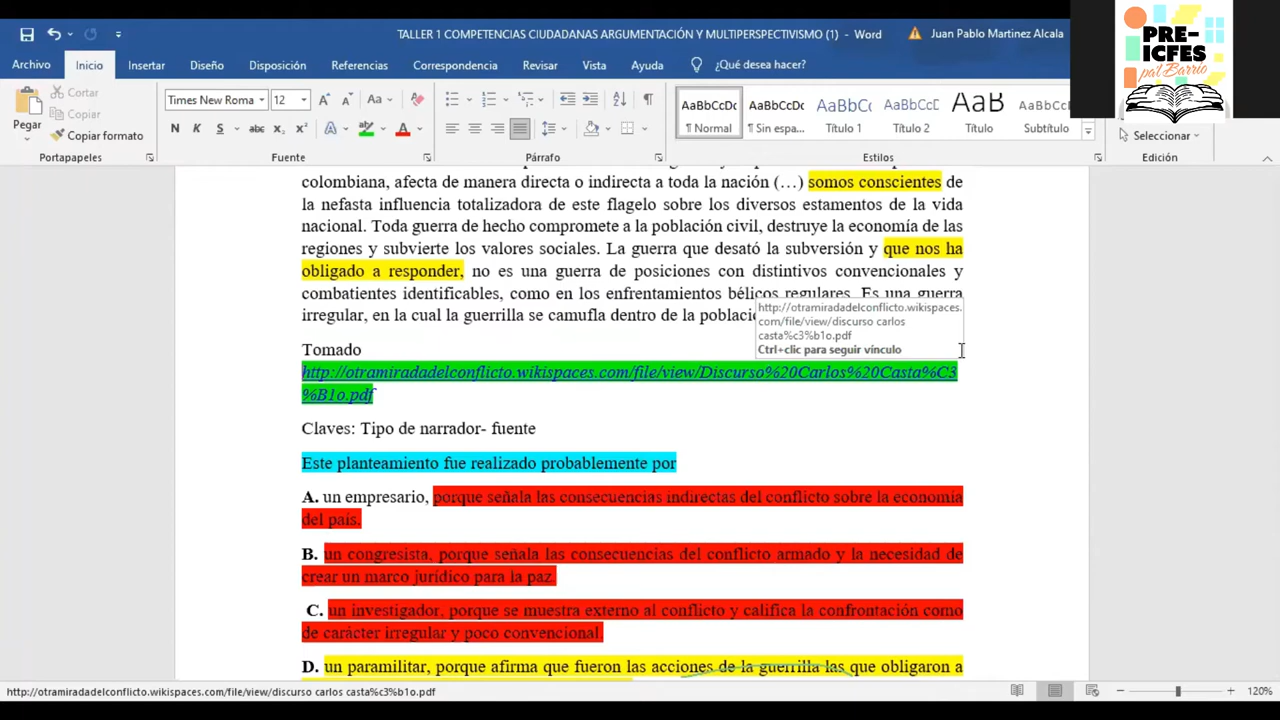 TALLER 1 COMPETENCIAS CIUDADANAS ARGUMENTACIÓN Y MULTIPERSPECTIVISMO (1) - Word
Juan Pablo Martinez Alcala
PRE-
ICFES
pa'l Barrio
Archivo Inicio Insertar Diseño Disposición Referencias Correspondencia Revisar Vista Ayuda ¿Qué desea hacer?
Pegar
Cortar
Copiar
Copiar formato
Portapapeles
Times New Roma 12
N K S abc x₂ x²
Fuente
Párrafo
AaBbCcDc AaBbCcDc AaBbCcD AaBbCcD AaB AaBbCcD
¶ Normal ¶ Sin espa... Título 1 Título 2 Título Subtítulo
Estilos
Seleccionar
Edición
colombiana, afecta de manera directa o indirecta a toda la nación (…) somos conscientes de
la nefasta influencia totalizadora de este flagelo sobre los diversos estamentos de la vida
nacional. Toda guerra de hecho compromete a la población civil, destruye la economía de las
regiones y subvierte los valores sociales. La guerra que desató la subversión y que nos ha
obligado a responder, no es una guerra de posiciones con distintivos convencionales y
combatientes identificables, como en los enfrentamientos bélicos regulares. Es una guerra
irregular, en la cual la guerrilla se camufla dentro de la població
http://otramiradadelconflicto.wikispaces.
com/file/view/discurso carlos
casta%c3%b1o.pdf
Ctrl+clic para seguir vínculo
Tomado
http://otramiradadelconflicto.wikispaces.com/file/view/Discurso%20Carlos%20Casta%C3
%B1o.pdf
Claves: Tipo de narrador- fuente
Este planteamiento fue realizado probablemente por
A. un empresario, porque señala las consecuencias indirectas del conflicto sobre la economía
del país.
B. un congresista, porque señala las consecuencias del conflicto armado y la necesidad de
crear un marco jurídico para la paz.
C. un investigador, porque se muestra externo al conflicto y califica la confrontación como
de carácter irregular y poco convencional.
D. un paramilitar, porque afirma que fueron las acciones de la guerrilla las que obligaron a
http://otramiradadelconflicto.wikispaces.com/file/view/discurso carlos casta%c3%b1o.pdf
120%